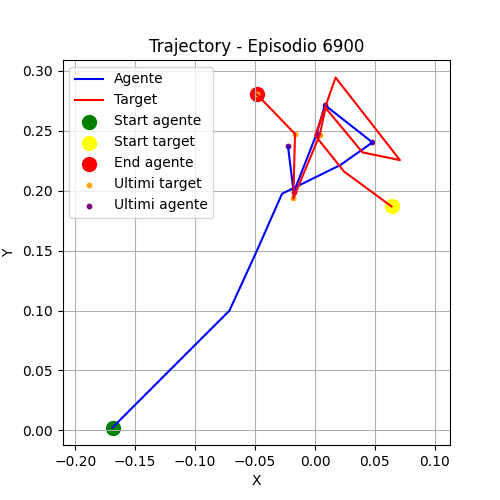 Trajectory - Episodio 6900
Agente
Target
Start agente
Start target
End agente
Ultimi target
Ultimi agente
Y
0.30
0.25
0.20
0.15
0.10
0.05
0.00
−0.20 −0.15 −0.10 −0.05 0.00 0.05 0.10
X